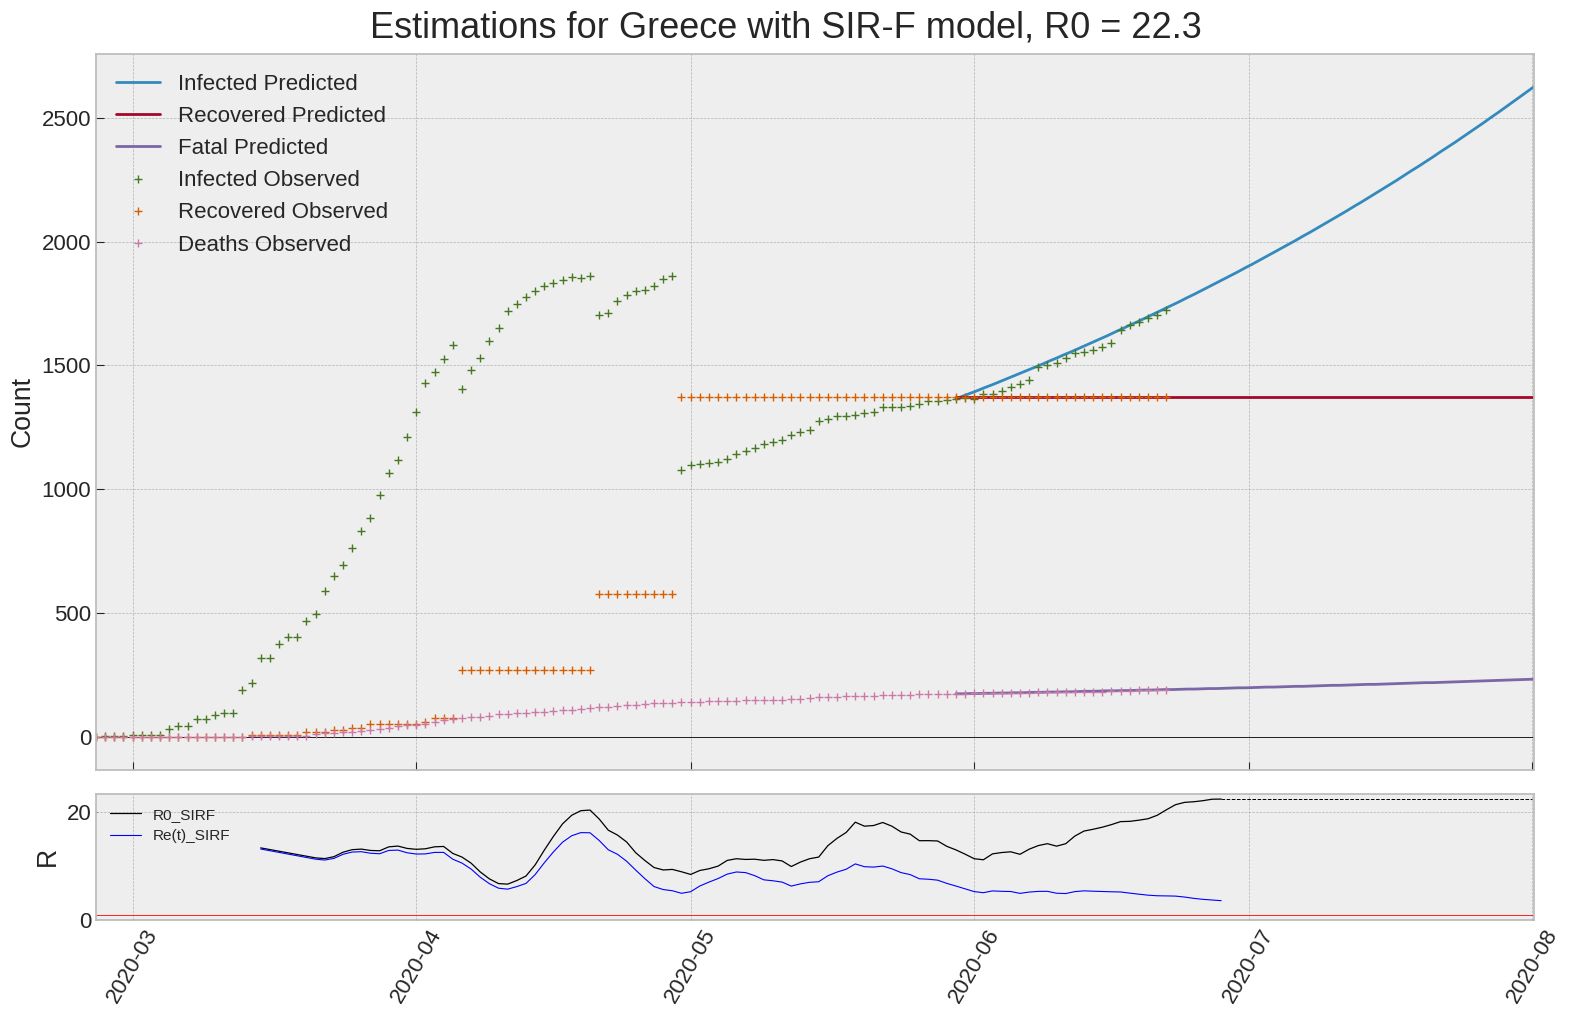 Estimations for Greece with SIR-F model, R0 = 22.3
Infected Predicted
Recovered Predicted
Fatal Predicted
Infected Observed
Recovered Observed
Deaths Observed
2500
2000
1500
1000
500
0
Count
R0_SIRF
Re(t)_SIRF
20
0
R
2020-03
2020-04
2020-05
2020-06
2020-07
2020-08